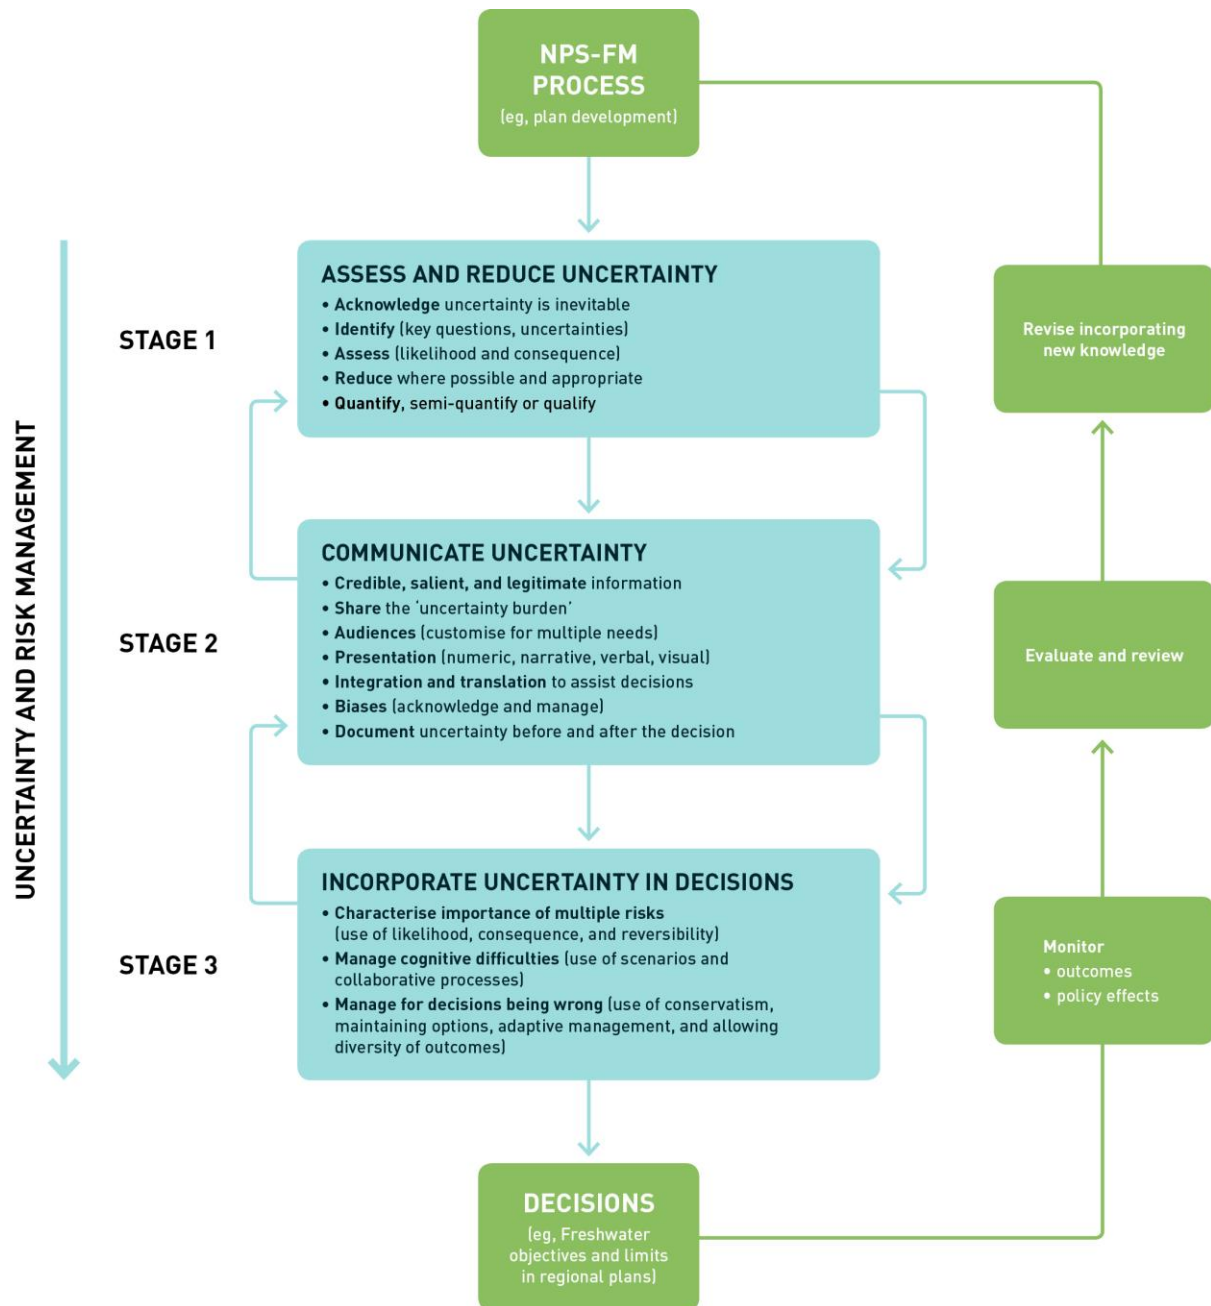 NPS-FM
PROCESS
(eg, plan development)
UNCERTAINTY AND RISK MANAGEMENT
STAGE 1
ASSESS AND REDUCE UNCERTAINTY
• Acknowledge uncertainty is inevitable
• Identify (key questions, uncertainties)
• Assess (likelihood and consequence)
• Reduce where possible and appropriate
• Quantify, semi-quantify or qualify
STAGE 2
COMMUNICATE UNCERTAINTY
• Credible, salient, and legitimate information
• Share the ‘uncertainty burden’
• Audiences (customise for multiple needs)
• Presentation (numeric, narrative, verbal, visual)
• Integration and translation to assist decisions
• Biases (acknowledge and manage)
• Document uncertainty before and after the decision
STAGE 3
INCORPORATE UNCERTAINTY IN DECISIONS
• Characterise importance of multiple risks
(use of likelihood, consequence, and reversibility)
• Manage cognitive difficulties (use of scenarios and
collaborative processes)
• Manage for decisions being wrong (use of conservatism,
maintaining options, adaptive management, and allowing
diversity of outcomes)
DECISIONS
(eg, Freshwater
objectives and limits
in regional plans)
Monitor
• outcomes
• policy effects
Evaluate and review
Revise incorporating
new knowledge